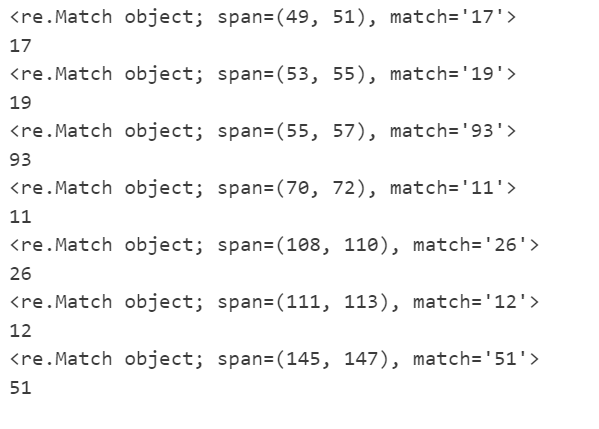 <re.Match object; span=(49, 51), match='17'>
17
<re.Match object; span=(53, 55), match='19'>
19
<re.Match object; span=(55, 57), match='93'>
93
<re.Match object; span=(70, 72), match='11'>
11
<re.Match object; span=(108, 110), match='26'>
26
<re.Match object; span=(111, 113), match='12'>
12
<re.Match object; span=(145, 147), match='51'>
51